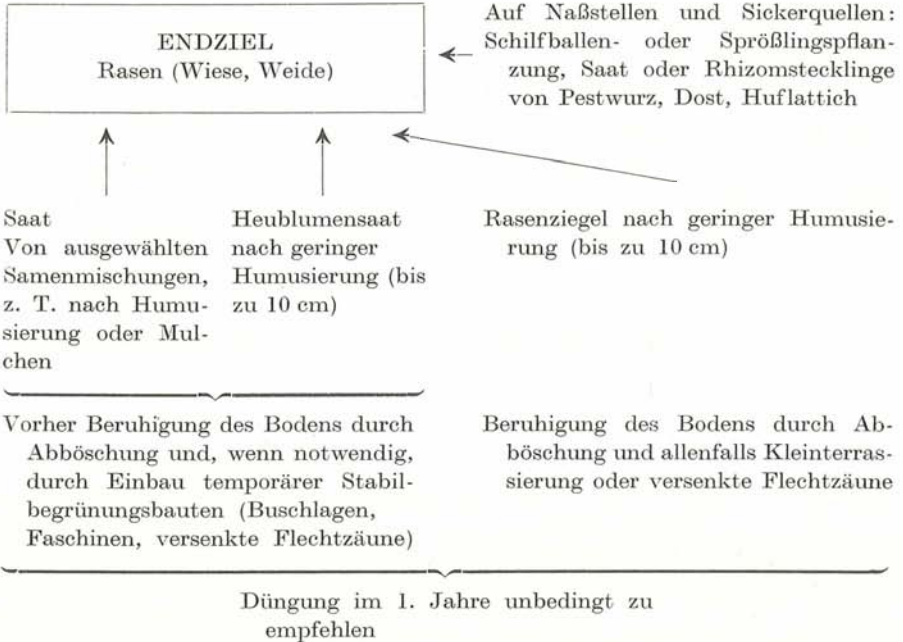 ENDZIEL
Rasen (Wiese, Weide)
Auf Naßstellen und Sickerquellen:
Schilfballen- oder Sprößlingspflan-
zung, Saat oder Rhizomstecklinge
von Pestwurz, Dost, Huflattich
Saat
Von ausgewählten
Samenmischungen,
z. T. nach Humu-
sierung oder Mul-
chen
Heublumensaat
nach geringer
Humusierung (bis
zu 10 cm)
Rasenziegel nach geringer Humusie-
rung (bis zu 10 cm)
Vorher Beruhigung des Bodens durch
Abböschung und, wenn notwendig,
durch Einbau temporärer Stabil-
begrünungsbauten (Buschlagen,
Faschinen, versenkte Flechtzäune)
Beruhigung des Bodens durch Ab-
böschung und allenfalls Kleinterras-
sierung oder versenkte Flechtzäune
Düngung im 1. Jahre unbedingt zu
empfehlen